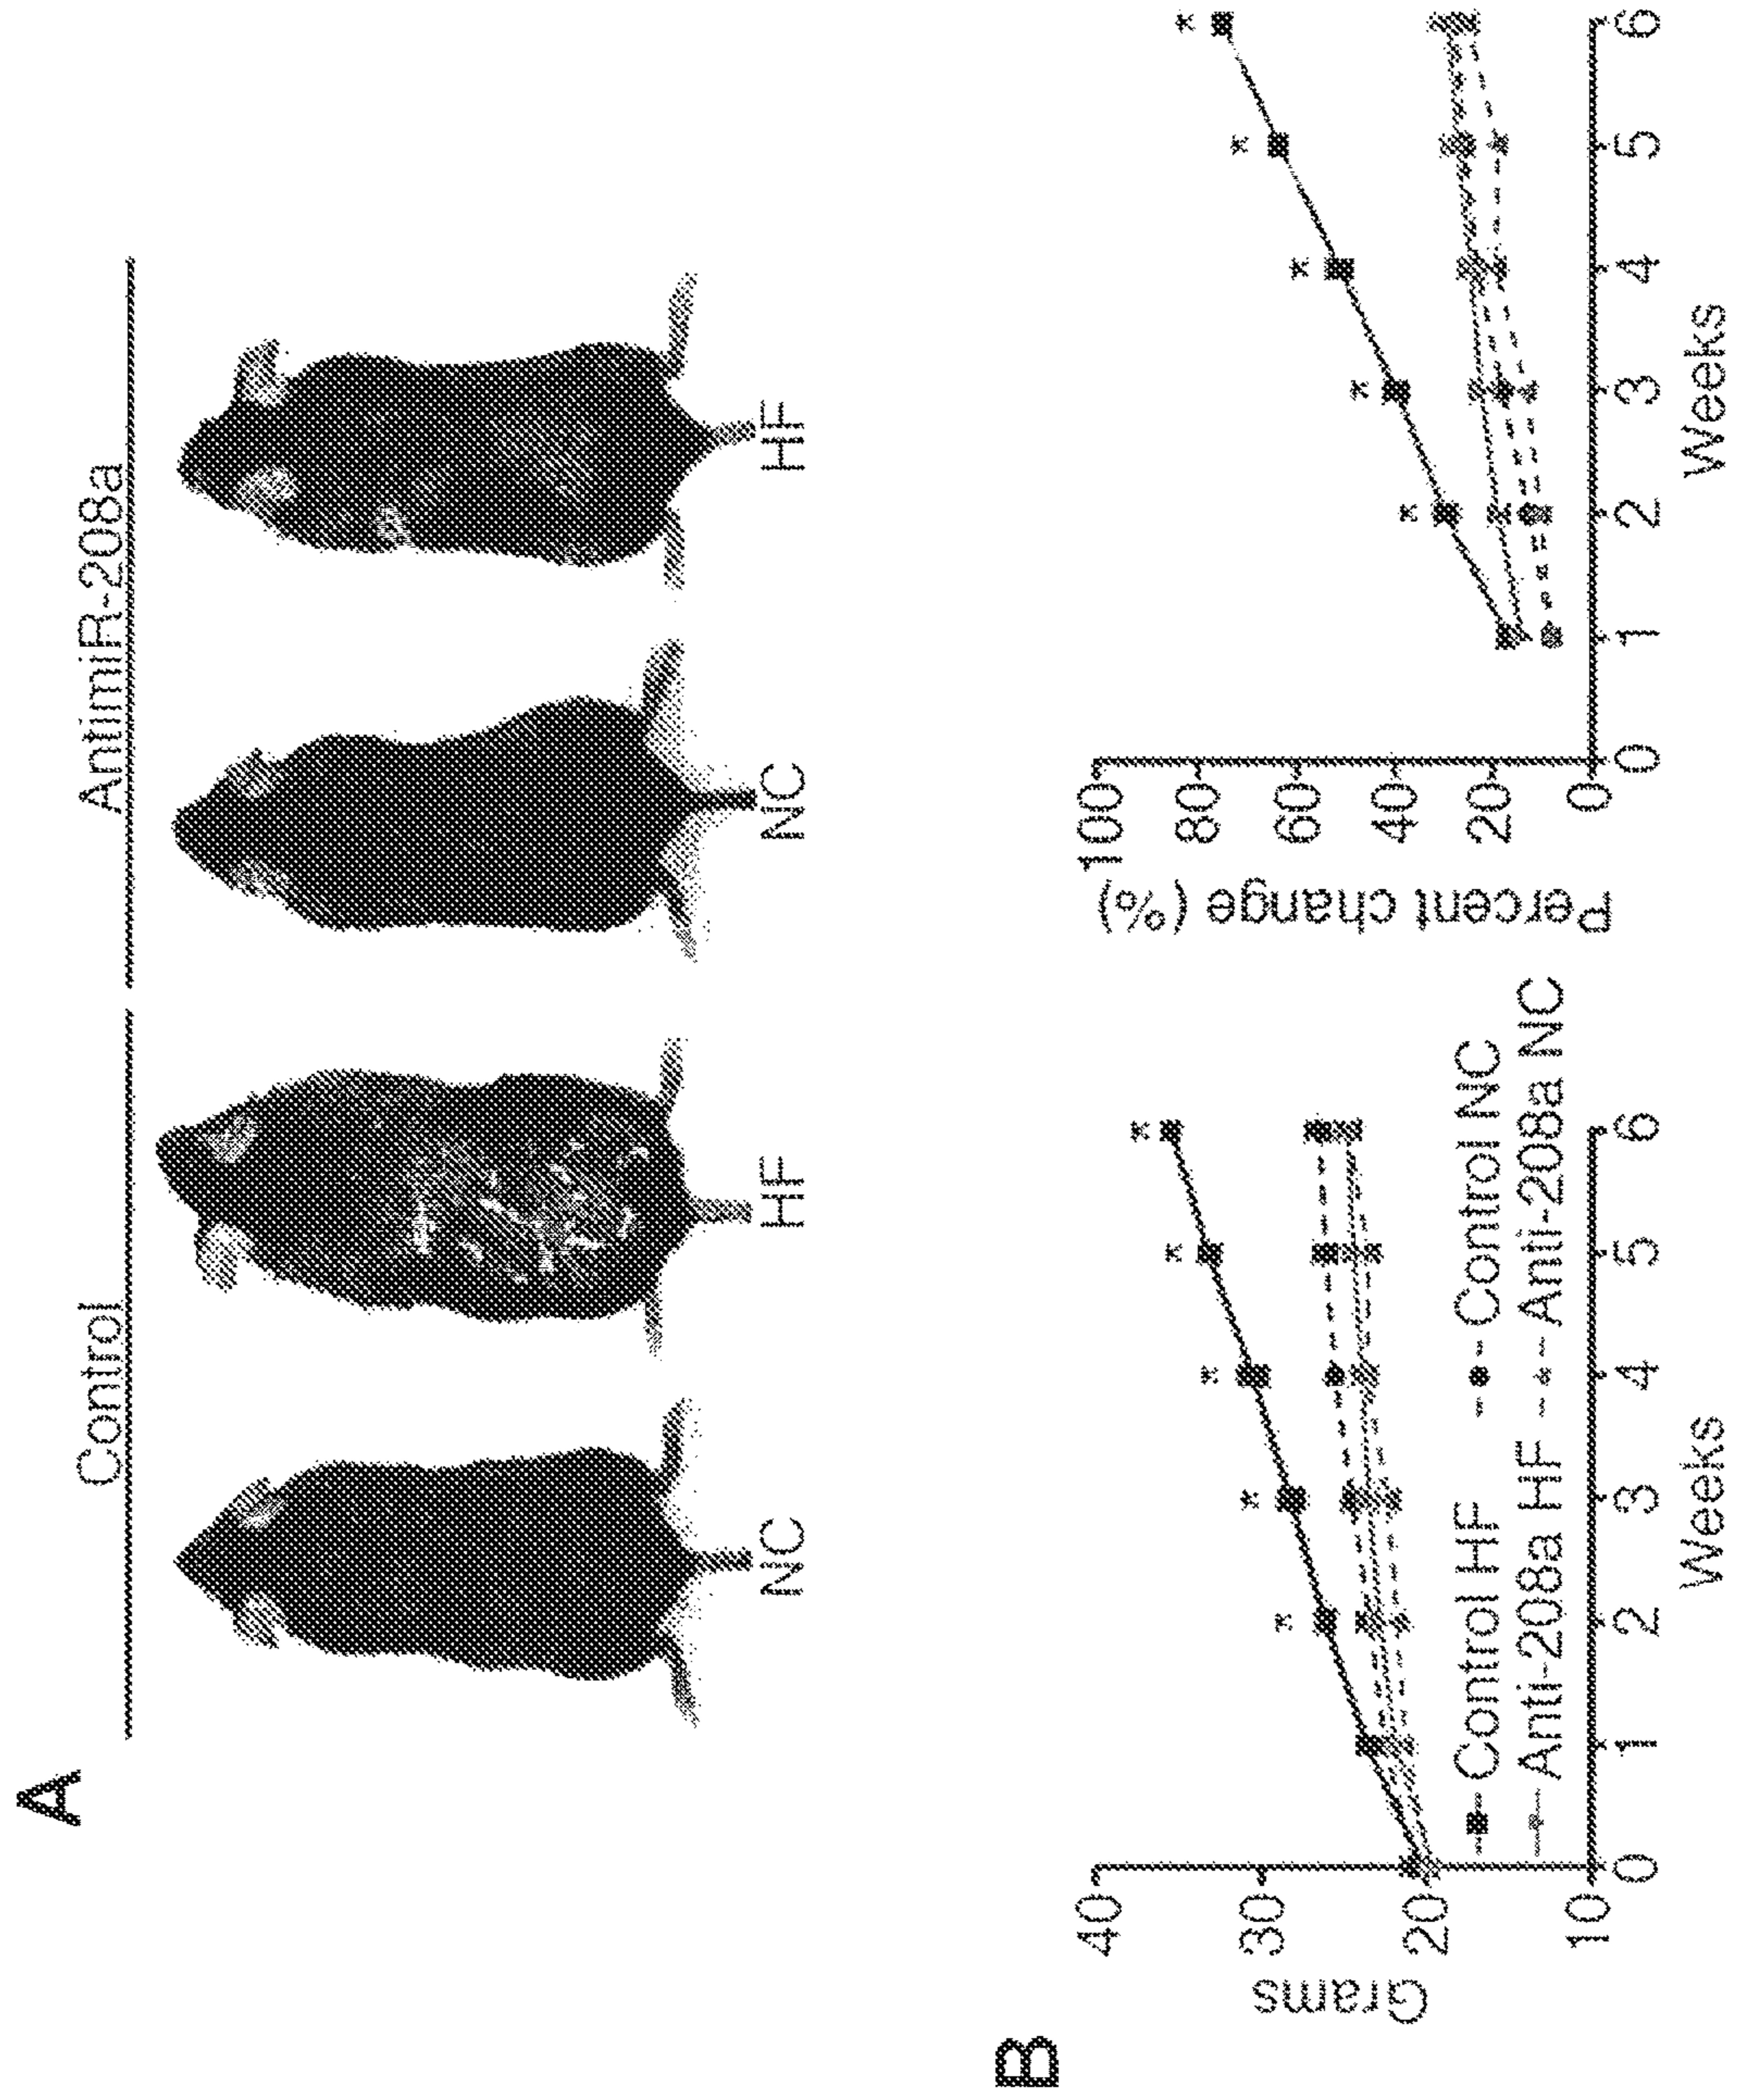 A
Control
AntimiR-208a
NC
HF
NC
HF
B
Grams
40
30
20
10
0
1
2
3
4
5
6
Weeks
Control HF
Control NC
Anti-208a HF
Anti-208a NC
Percent change (%)
100
80
60
40
20
0
0
1
2
3
4
5
6
Weeks
*
*
*
*
*
*
*
*
*
*